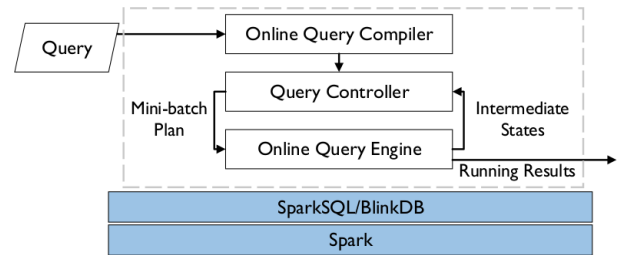 Query
Online Query Compiler
Query Controller
Mini-batch
Plan
Intermediate
States
Online Query Engine
Running Results
SparkSQL/BlinkDB
Spark